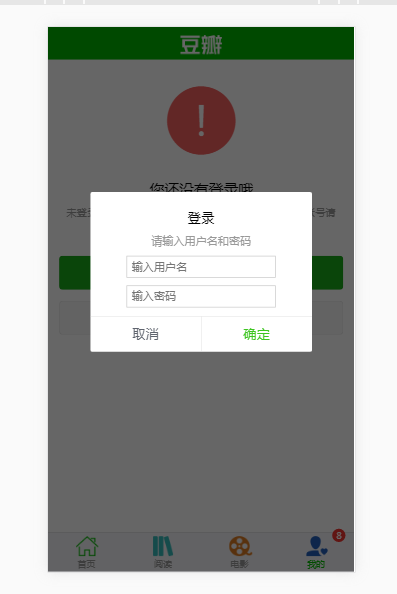 豆瓣
!
您还没有登录哦
未登录
账号请
登录
请输入用户名和密码
输入用户名
输入密码
取消 确定
8
首页 阅读 电影 我的